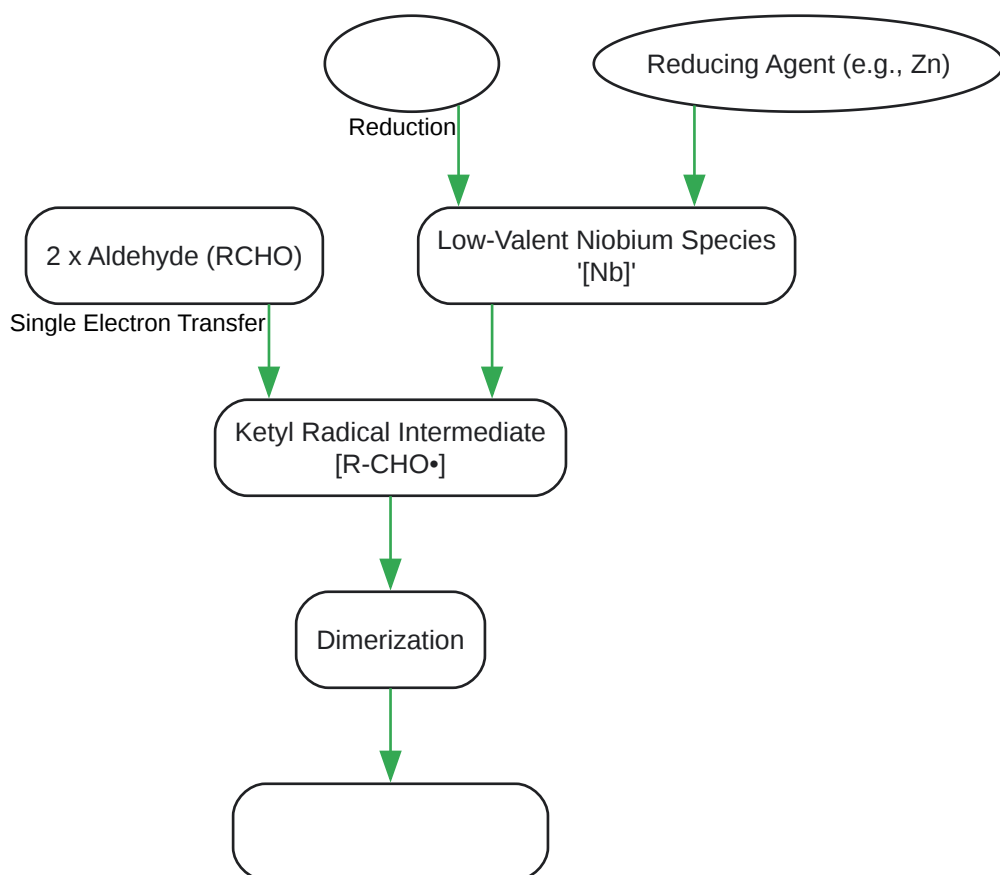 Reducing Agent (e.g., Zn)
Reduction
2 x Aldehyde (RCHO)
Low-Valent Niobium Species
'[Nb]'
Single Electron Transfer
Ketyl Radical Intermediate
[R-CHO•]
Dimerization